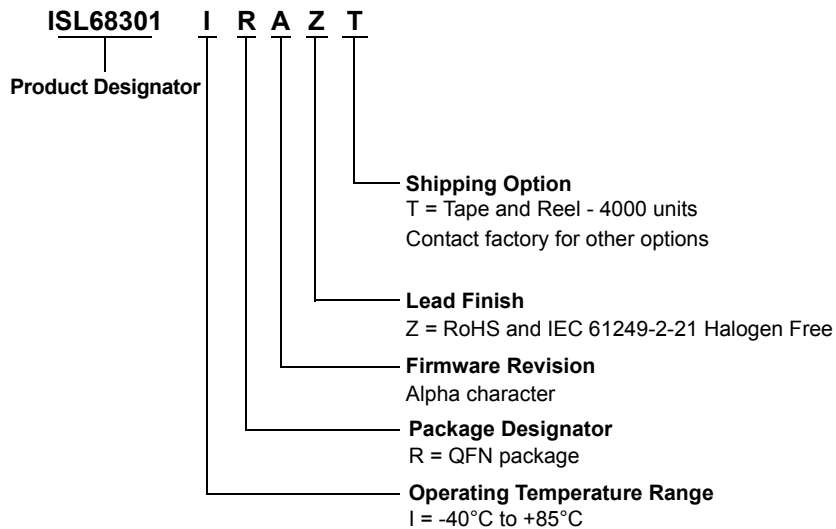 ISL68301 I R A Z T
Product Designator
Shipping Option
T = Tape and Reel - 4000 units
Contact factory for other options
Lead Finish
Z = RoHS and IEC 61249-2-21 Halogen Free
Firmware Revision
Alpha character
Package Designator
R = QFN package
Operating Temperature Range
I = -40°C to +85°C